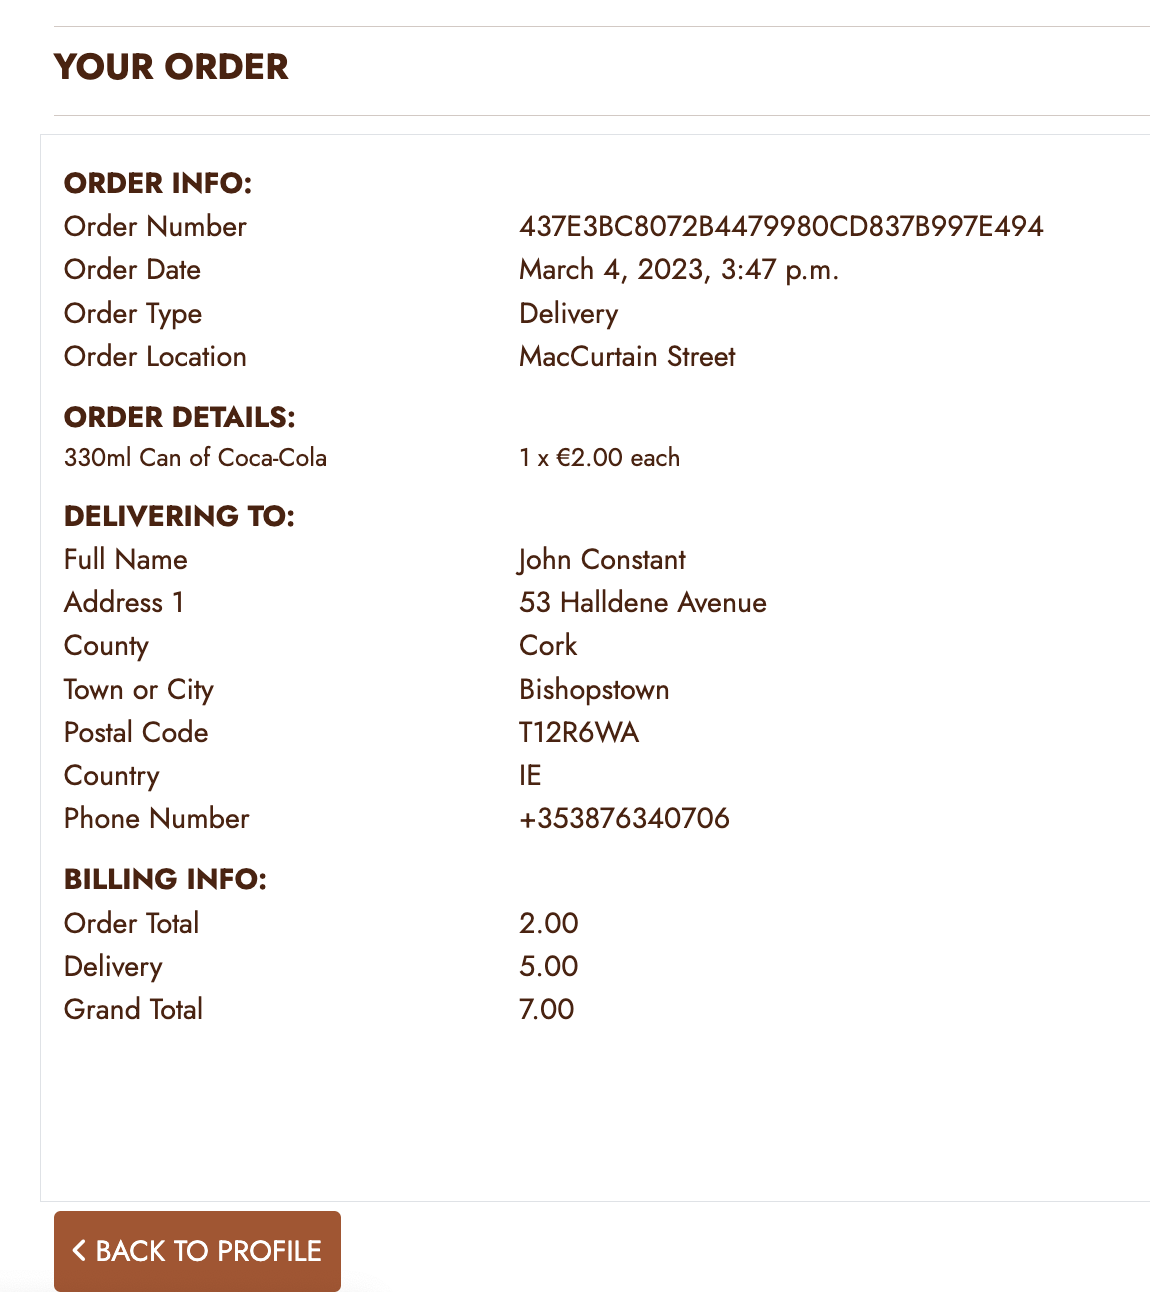 YOUR ORDER
ORDER INFO:
Order Number 437E3BC8072B4479980CD837B997E494
Order Date March 4, 2023, 3:47 p.m.
Order Type Delivery
Order Location MacCurtain Street
ORDER DETAILS:
330ml Can of Coca-Cola 1 x €2.00 each
DELIVERING TO:
Full Name John Constant
Address 1 53 Halldene Avenue
County Cork
Town or City Bishopstown
Postal Code T12R6WA
Country IE
Phone Number +353876340706
BILLING INFO:
Order Total 2.00
Delivery 5.00
Grand Total 7.00
BACK TO PROFILE